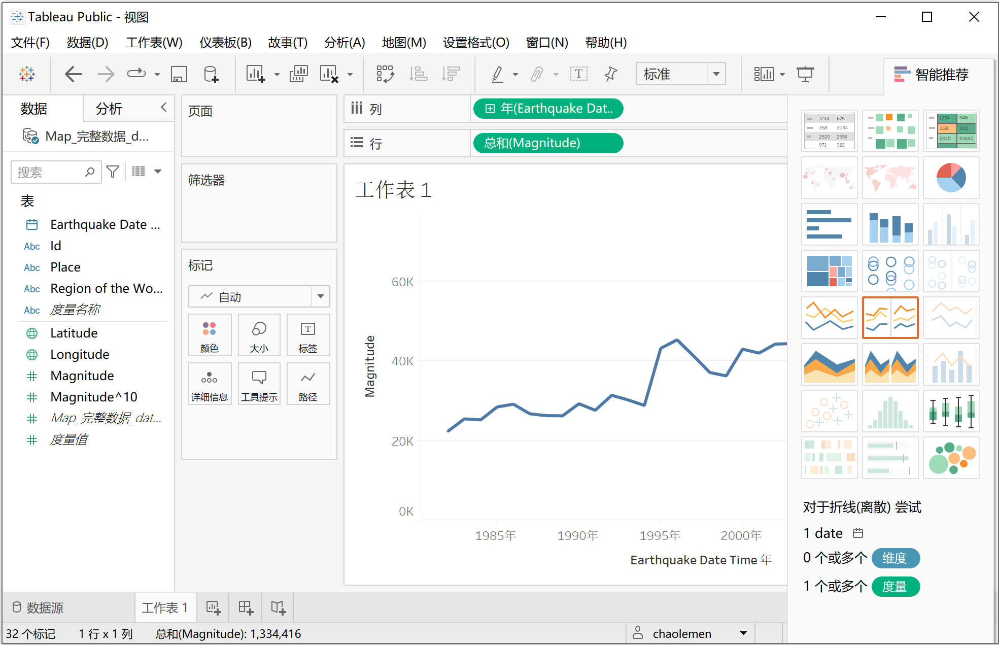 Tableau Public - 视图
文件(F) 数据(D) 工作表(W) 仪表板(B) 故事(T) 分析(A) 地图(M) 设置格式(O) 窗口(N) 帮助(H)
标准
智能推荐
数据 分析
Map_完整数据_d...
搜索
表
Earthquake Date ...
Abc Id
Abc Place
Abc Region of the Wo...
Abc 度量名称
Latitude
Longitude
Magnitude
Magnitude^10
Map_完整数据_dat...
度量值
页面
筛选器
标记
自动
颜色 大小 标签
详细信息 工具提示 路径
列 年(Earthquake Dat..
行 总和(Magnitude)
工作表 1
60K
40K
20K
0K
Magnitude
1985年 1990年 1995年 2000年
Earthquake Date Time 年
1234 678
368 3034
2620 2559
971 322
1234 546
368 340
2620 53890
对于折线(离散) 尝试
1 date
0 个或多个 维度
1 个或多个 度量
数据源 工作表 1
32 个标记 1 行 x 1 列 总和(Magnitude): 1,334,416
chaolemen